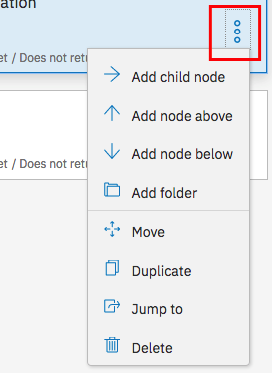 ation
et / Does not retu
Add child node
Add node above
Add node below
et / Does not retu
Add folder
Move
Duplicate
Jump to
Delete